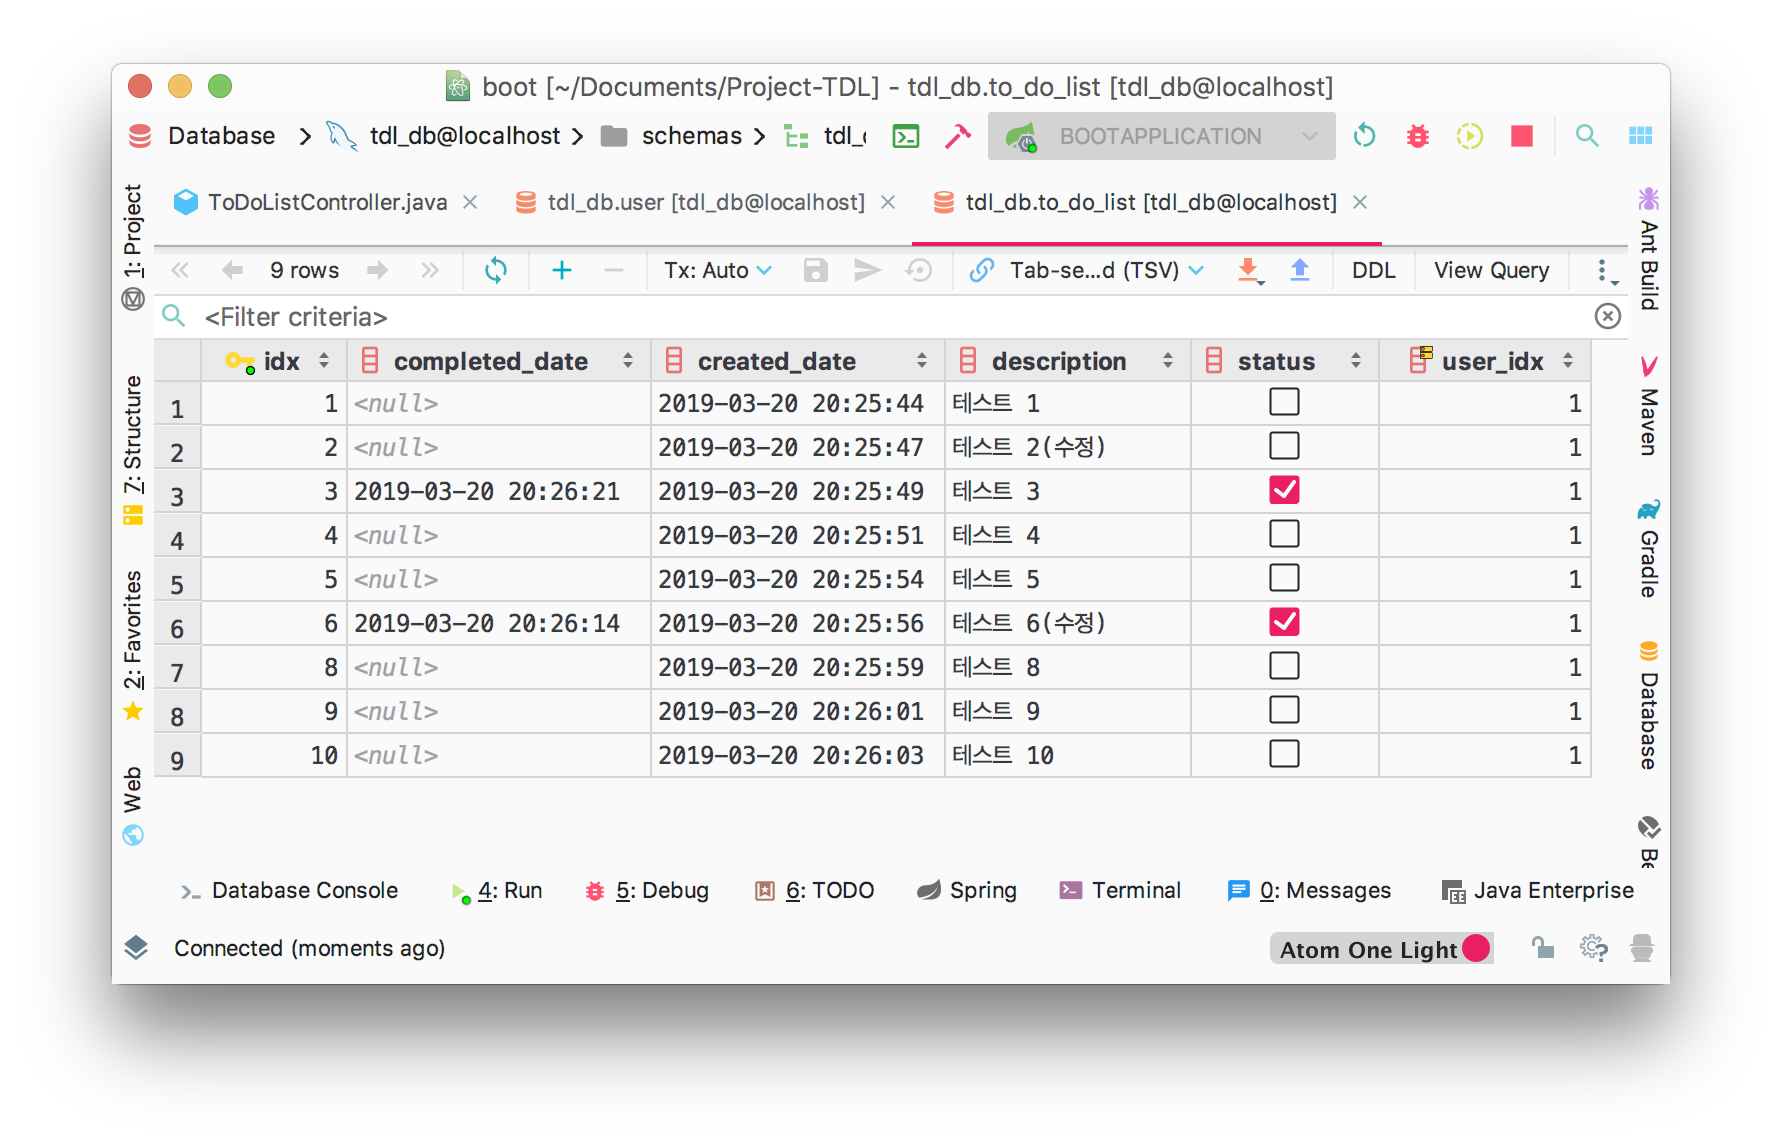 boot [~/Documents/Project-TDL] - tdl_db.to_do_list [tdl_db@localhost]
Database tdl_db@localhost schemas tdl_ BOOTAPPLICATION
ToDoListController.java tdl_db.user [tdl_db@localhost] tdl_db.to_do_list [tdl_db@localhost]
9 rows Tx: Auto Tab-se...d (TSV) DDL View Query
<Filter criteria>
idx completed_date created_date description status user_idx
1 1 <null> 2019-03-20 20:25:44 테스트 1 1
2 2 <null> 2019-03-20 20:25:47 테스트 2(수정) 1
3 3 2019-03-20 20:26:21 2019-03-20 20:25:49 테스트 3 1
4 4 <null> 2019-03-20 20:25:51 테스트 4 1
5 5 <null> 2019-03-20 20:25:54 테스트 5 1
6 6 2019-03-20 20:26:14 2019-03-20 20:25:56 테스트 6(수정) 1
7 8 <null> 2019-03-20 20:25:59 테스트 8 1
8 9 <null> 2019-03-20 20:26:01 테스트 9 1
9 10 <null> 2019-03-20 20:26:03 테스트 10 1
1: Project
7: Structure
2: Favorites
Web
Ant Build
Maven
Gradle
Database
Be
Database Console 4: Run 5: Debug 6: TODO Spring Terminal 0: Messages Java Enterprise
Connected (moments ago) Atom One Light